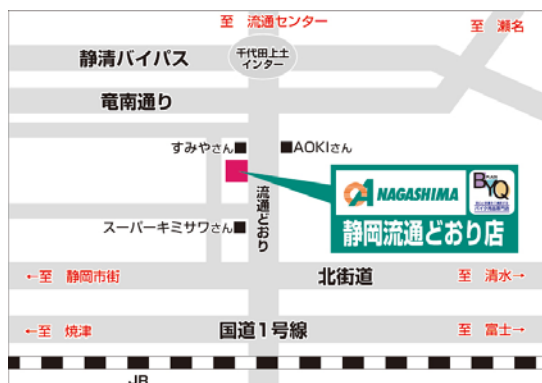 至 流通センター
至 瀬名
静清バイパス
千代田上土
インター
竜南通り
すみやさん
AOKIさん
NAGASHIMA
BYQ
静岡流通どおり店
流通どおり
スーパーキミサワさん
←至 静岡市街
北街道
至 清水→
←至 焼津
国道1号線
至 富士→
JR